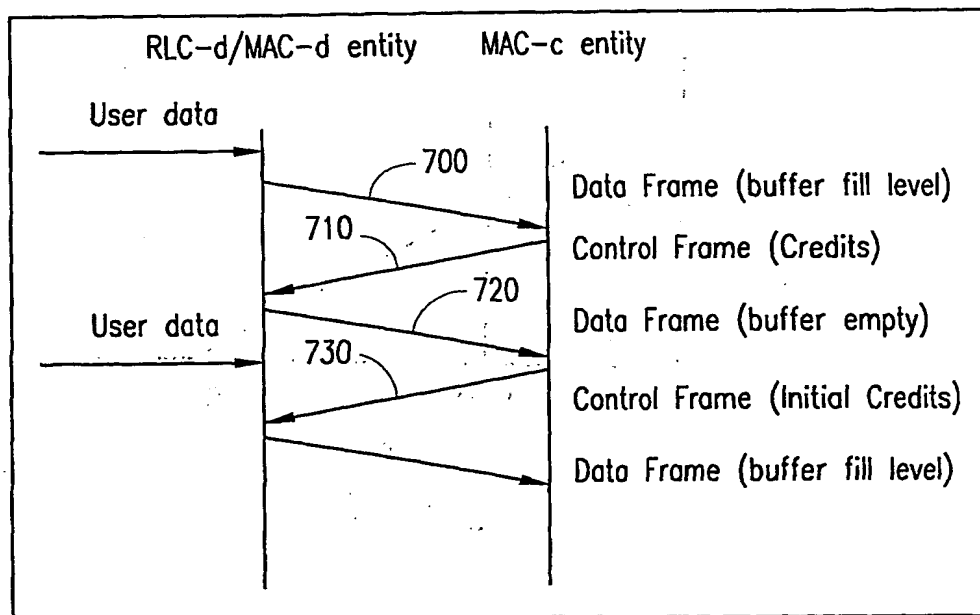 RLC-d/MAC-d entity MAC-c entity
User data
700
Data Frame (buffer fill level)
710
Control Frame (Credits)
720
User data
Data Frame (buffer empty)
730
Control Frame (Initial Credits)
Data Frame (buffer fill level)